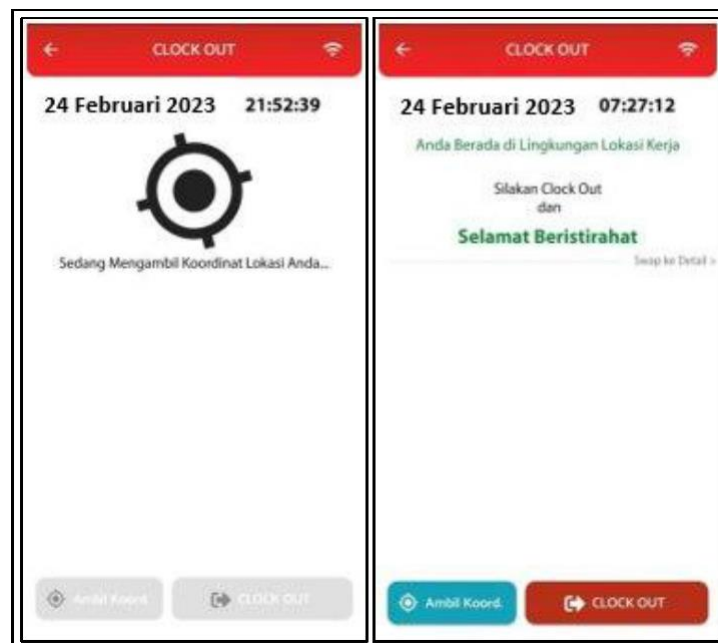 CLOCK OUT
24 Februari 2023 21:52:39
Sedang Mengambil Koordinat Lokasi Anda...
Ambil Koord.
CLOCK OUT
CLOCK OUT
24 Februari 2023 07:27:12
Anda Berada di Lingkungan Lokasi Kerja
Silakan Clock Out
dan
Selamat Beristirahat
Swap ke Detail >
Ambil Koord.
CLOCK OUT